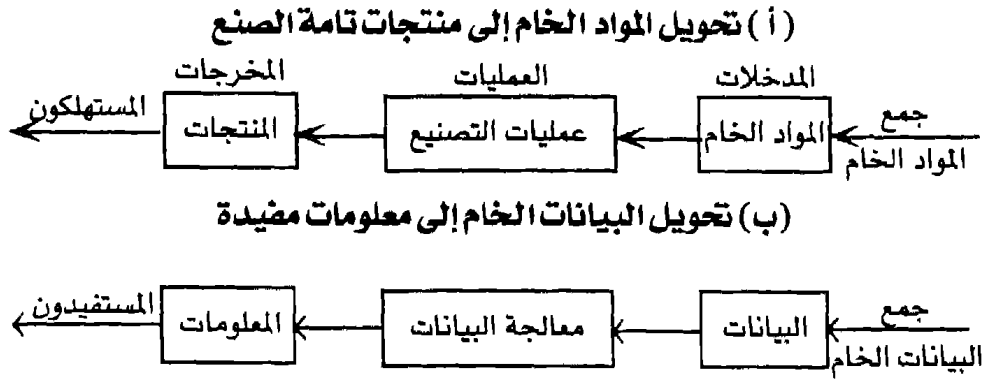 (أ) تحويل المواد الخام إلى منتجات تامة الصنع
المدخلات العمليات المخرجات
جمع المواد الخام عمليات التصنيع المنتجات المستهلكون
المواد الخام
(ب) تحويل البيانات الخام إلى معلومات مفيدة
جمع البيانات معالجة البيانات المعلومات المستفيدون
البيانات الخام